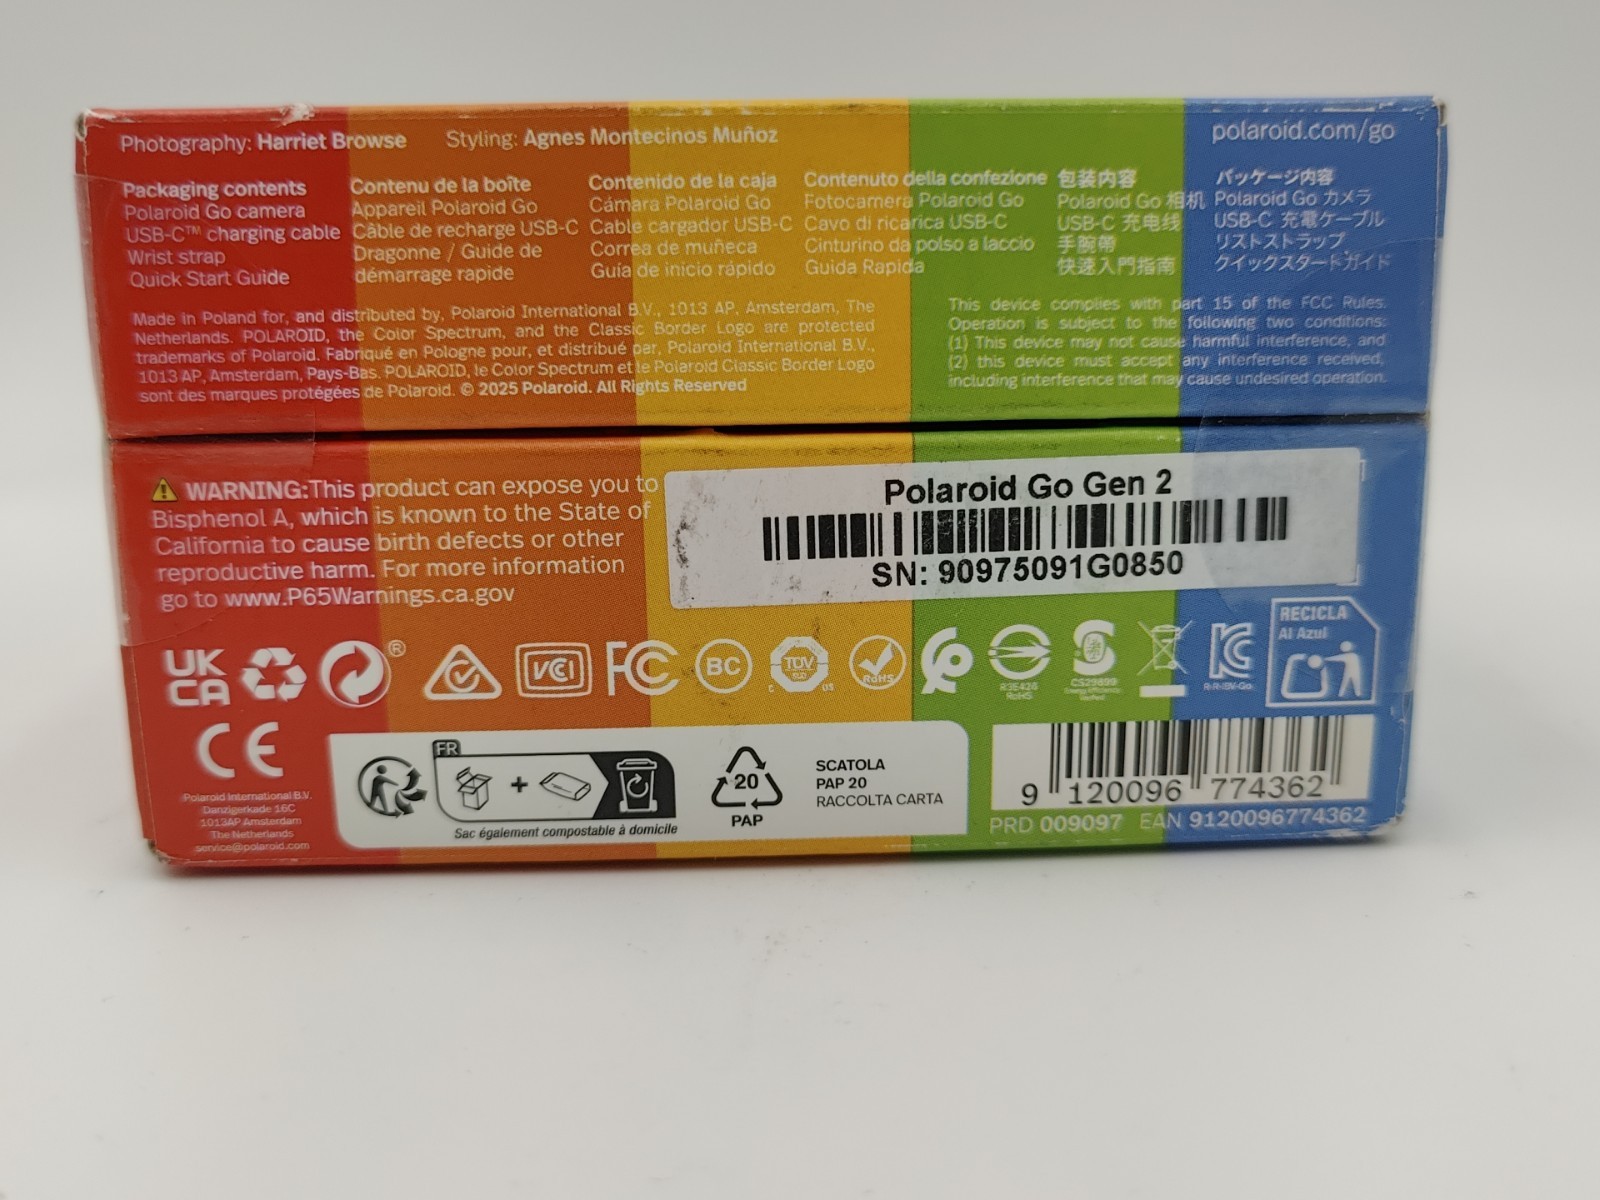 Photography: Harriet Browse
Styling: Agnes Montecinos Muñoz
polaroid.com/go
Packaging contents
Polaroid Go camera
USB-C™ charging cable
Wrist strap
Quick Start Guide
Contenu de la boîte
Appareil Polaroid Go
Câble de recharge USB-C
Dragonne / Guide de
démarrage rapide
Contenido de la caja
Cámara Polaroid Go
Cable cargador USB-C
Correa de muñeca
Guía de inicio rápido
Contenuto della confezione
Fotocamera Polaroid Go
Cavo di ricarica USB-C
Cinturino da polso a laccio
Guida Rapida
包装内容
Polaroid Go 相机
USB-C 充电线
手腕帶
快速入門指南
パッケージ内容
Polaroid Go カメラ
USB-C 充電ケーブル
リストストラップ
クイックスタートガイド
Made in Poland for, and distributed by, Polaroid International B.V., 1013 AP, Amsterdam, The
Netherlands. POLAROID, the Color Spectrum, and the Classic Border Logo are protected
trademarks of Polaroid. Fabriqué en Pologne pour, et distribué par, Polaroid International B.V.,
1013 AP, Amsterdam, Pays-Bas. POLAROID, le Color Spectrum et le Polaroid Classic Border Logo
sont des marques protégées de Polaroid. © 2025 Polaroid. All Rights Reserved
This device complies with part 15 of the FCC Rules.
Operation is subject to the following two conditions:
(1) This device may not cause harmful interference, and
(2) this device must accept any interference received,
including interference that may cause undesired operation.
WARNING:This product can expose you to
Bisphenol A, which is known to the State of
California to cause birth defects or other
reproductive harm. For more information
go to www.P65Warnings.ca.gov
Polaroid Go Gen 2
SN: 90975091G0850
UK
CA
®
VCI
FC
BC
TÜV
SÜD
C US
RoHS
R3E426
RoHS
CS29699
Energy Efficiency
Verified
R-R-ISV-Go
RECICLA
Al Azul
CE
Polaroid International B.V.
Danzigerkade 16C
1013AP Amsterdam
The Netherlands
service@polaroid.com
FR
+
Sac également compostable à domicile
20
PAP
SCATOLA
PAP 20
RACCOLTA CARTA
9 120096 774362
PRD 009097 EAN 9120096774362